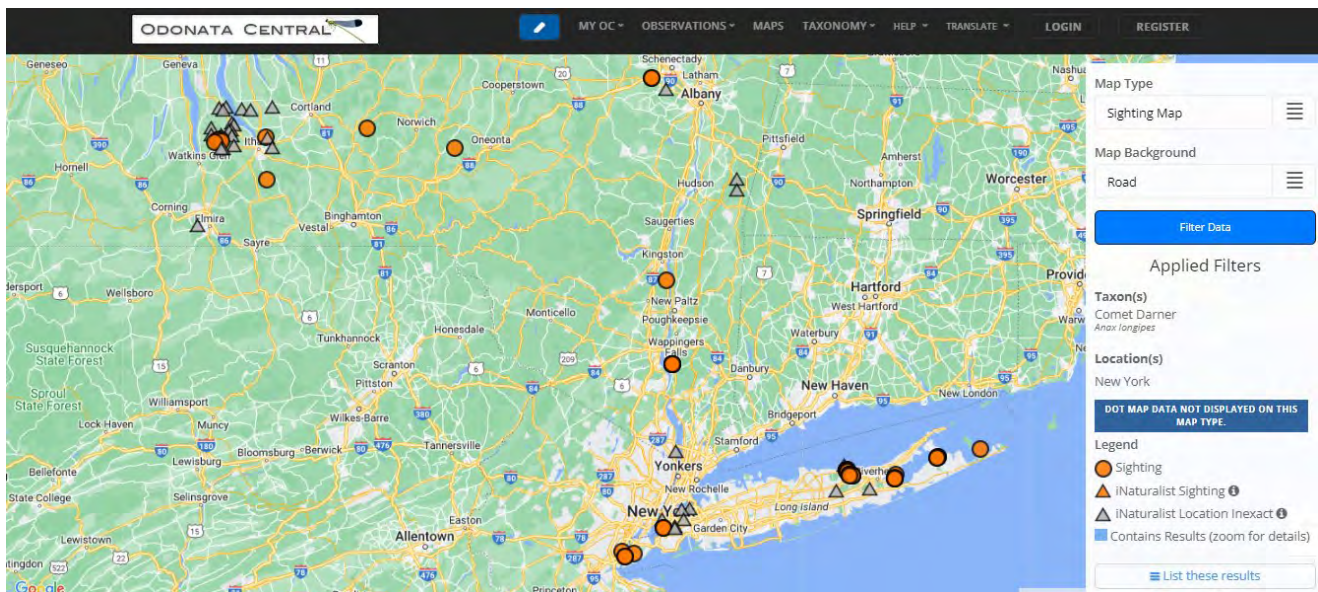 ODONATA CENTRAL
MY OC
OBSERVATIONS
MAPS
TAXONOMY
HELP
TRANSLATE
LOGIN
REGISTER
Geneseo
Geneva
Schenectady
Latham
Albany
Cooperstown
Cortland
Norwich
Oneonta
Pittsfield
Hornell
Watkins Glen
Hudson
Northampton
Amherst
Worcester
Corning
Elmira
Binghamton
Vestal
Sayre
Saugerties
Springfield
Kingston
Wellsboro
New Paltz
Poughkeepsie
Hartford
West Hartford
Monticello
Honesdale
Tunkhannock
Wappingers
Falls
Waterbury
Susquehannock
State Forest
Scranton
Pittston
Danbury
New Haven
New London
Sproul
State Forest
Williamsport
Lock Haven
Muncy
Wilkes-Barre
Bridgeport
Bloomsburg
Berwick
Tannersville
Stamford
Lewisburg
Bellefonte
Yonkers
State College
Selinsgrove
New Rochelle
Long Island
Easton
Garden City
Lewistown
Allentown
Princeton
Google
Map Type
Sighting Map
Map Background
Road
Filter Data
Applied Filters
Taxon(s)
Comet Darner
Anax longipes
Location(s)
New York
DOT MAP DATA NOT DISPLAYED ON THIS
MAP TYPE.
Legend
Sighting
iNaturalist Sighting
iNaturalist Location Inexact
Contains Results (zoom for details)
List these results